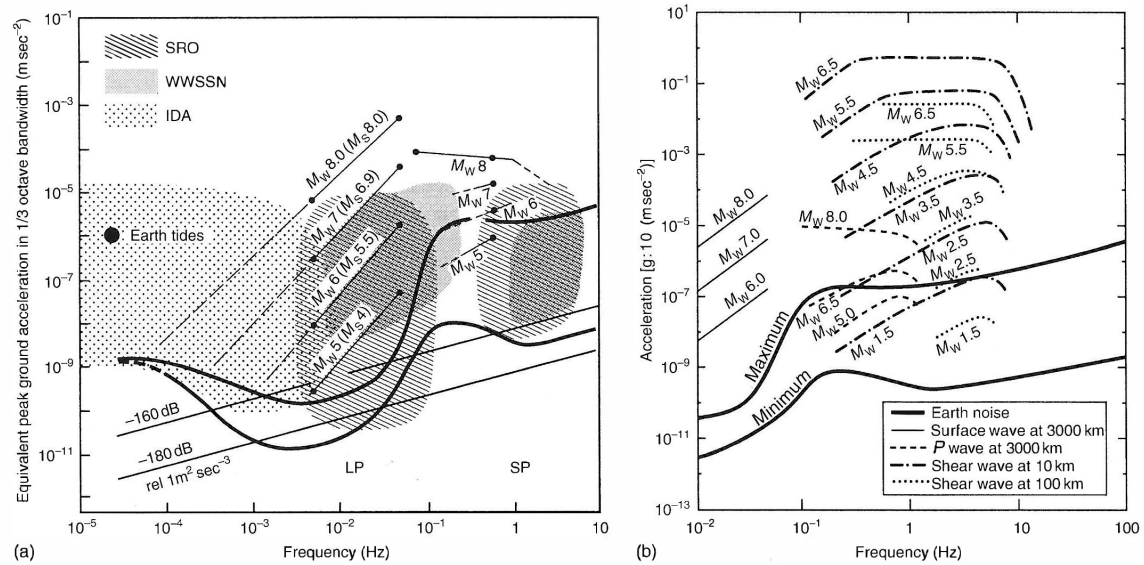 Equivalent peak ground acceleration in 1/3 octave bandwidth (m sec⁻²)
10⁻¹
10⁻³
10⁻⁵
10⁻⁷
10⁻⁹
10⁻¹¹
SRO
WWSSN
IDA
Earth tides
M_W 8.0 (M_S 8.0)
M_W 7 (M_S 6.9)
M_W 6 (M_S 5.5)
M_W 5 (M_S 4)
M_W 8
M_W 7
M_W 6
M_W 5
−160 dB
−180 dB
rel 1m² sec⁻³
LP
SP
10⁻⁵
10⁻⁴
10⁻³
10⁻²
10⁻¹
1
10
(a)
Frequency (Hz)
Acceleration [g:10 (m sec⁻²)]
10¹
10⁻¹
10⁻³
10⁻⁵
10⁻⁷
10⁻⁹
10⁻¹¹
10⁻¹³
M_W 6.5
M_W 5.5
M_W 6.5
M_W 5.5
M_W 4.5
M_W 4.5
M_W 3.5
M_W 3.5
M_W 8.0
M_W 8.0
M_W 7.0
M_W 6.0
M_W 2.5
M_W 2.5
M_W 6.5
M_W 5.0
M_W 1.5
M_W 1.5
Maximum
Minimum
Earth noise
Surface wave at 3000 km
P wave at 3000 km
Shear wave at 10 km
Shear wave at 100 km
10⁻²
10⁻¹
1
10
100
(b)
Frequency (Hz)